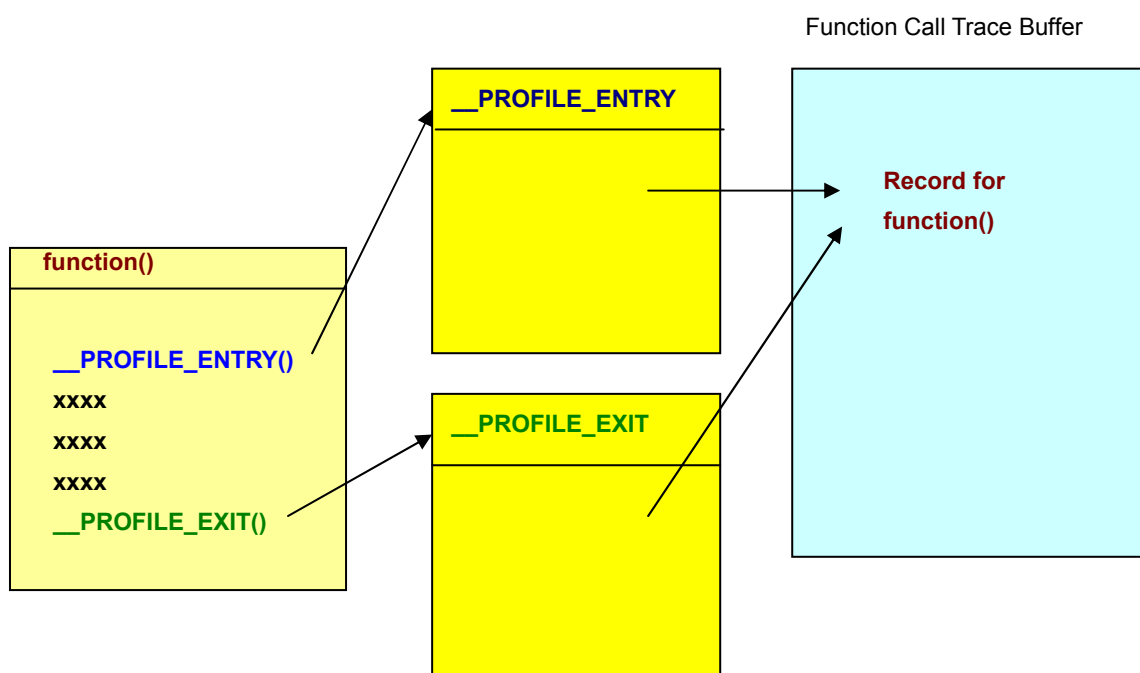 Function Call Trace Buffer
__PROFILE_ENTRY
Record for
function()
function()
__PROFILE_ENTRY()
xxxx
xxxx
xxxx
__PROFILE_EXIT()
__PROFILE_EXIT